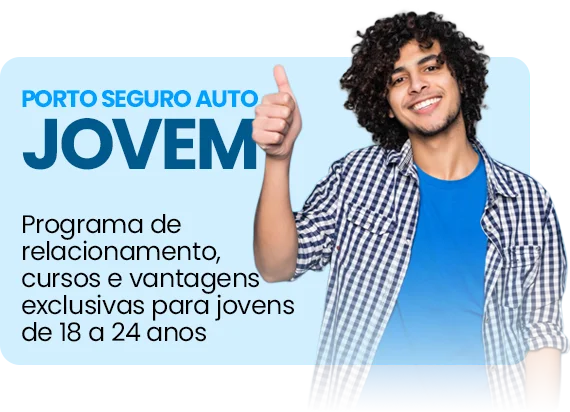 PORTO SEGURO AUTO
JOVEM
Programa de
relacionamento,
cursos e vantagens
exclusivas para jovens
de 18 a 24 anos